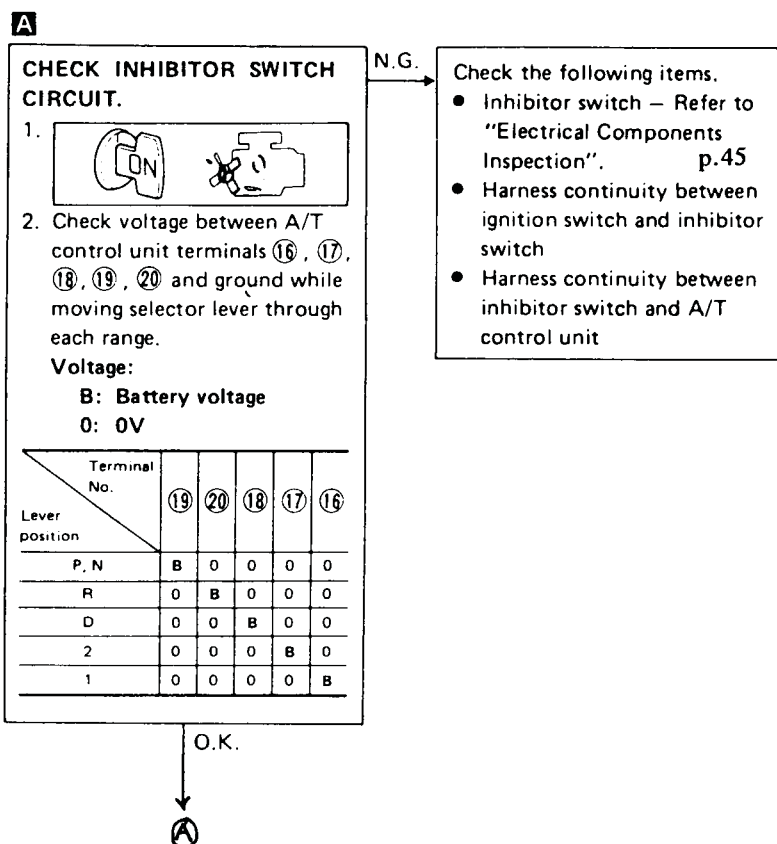 A
CHECK INHIBITOR SWITCH
CIRCUIT.
1.
ON
2. Check voltage between A/T
control unit terminals ⑯, ⑰,
⑱, ⑲, ⑳ and ground while
moving selector lever through
each range.
Voltage:
B: Battery voltage
0: 0V
Terminal
No.
Lever
position
⑲ ⑳ ⑱ ⑰ ⑯
P, N B 0 0 0 0
R 0 B 0 0 0
D 0 0 B 0 0
2 0 0 0 B 0
1 0 0 0 0 B
O.K.
A
N.G.
Check the following items.
● Inhibitor switch – Refer to
"Electrical Components
Inspection". p.45
● Harness continuity between
ignition switch and inhibitor
switch
● Harness continuity between
inhibitor switch and A/T
control unit